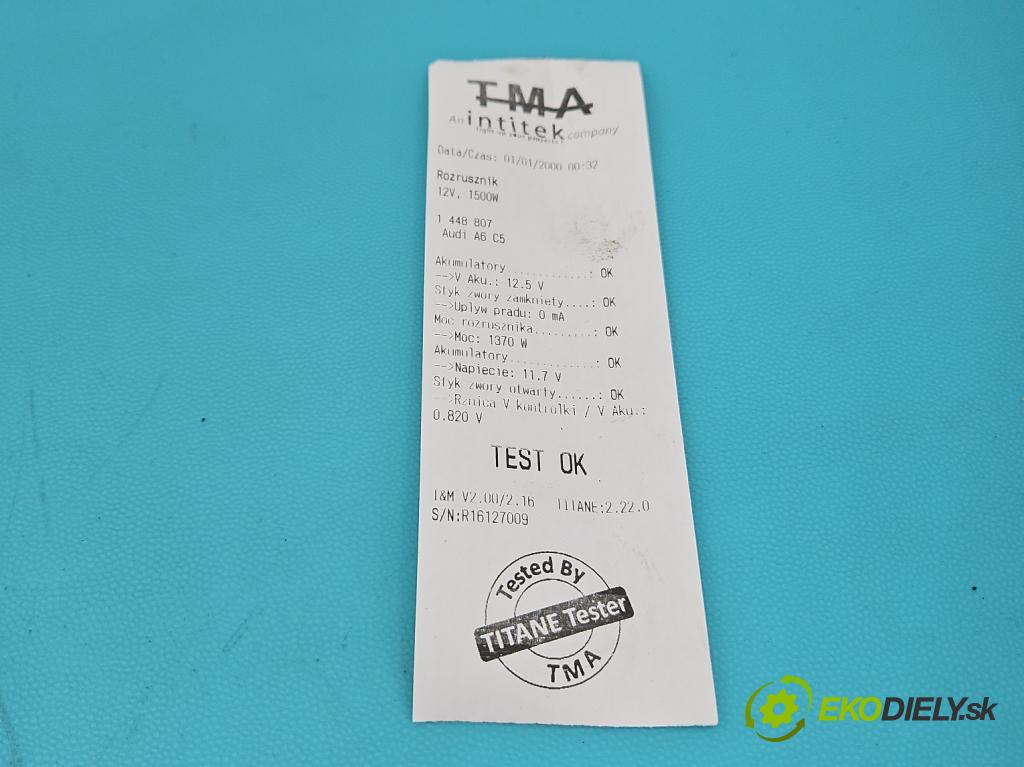 TMA
An intitek company
light up your projects !
Data/Czas: 01/01/2000 00:32
Rozrusznik
12V, 1500W
1 448 807
Audi A6 C5
Akumulatory.............: OK
-->V Aku.: 12.5 V
Styk zwory zamkniety....: OK
-->Uplyw pradu: 0 mA
Moc rozrusznika.........: OK
-->Moc: 1370 W
Akumulatory.............: OK
-->Napiecie: 11.7 V
Styk zwory otwarty......: OK
-->Rznica V kontrolki / V Aku.:
0.820 V
TEST OK
I&M V2.00/2.16 TITANE:2.22.0
S/N:R16127009
Tested By
TITANE Tester
TMA
EKODIELY.sk